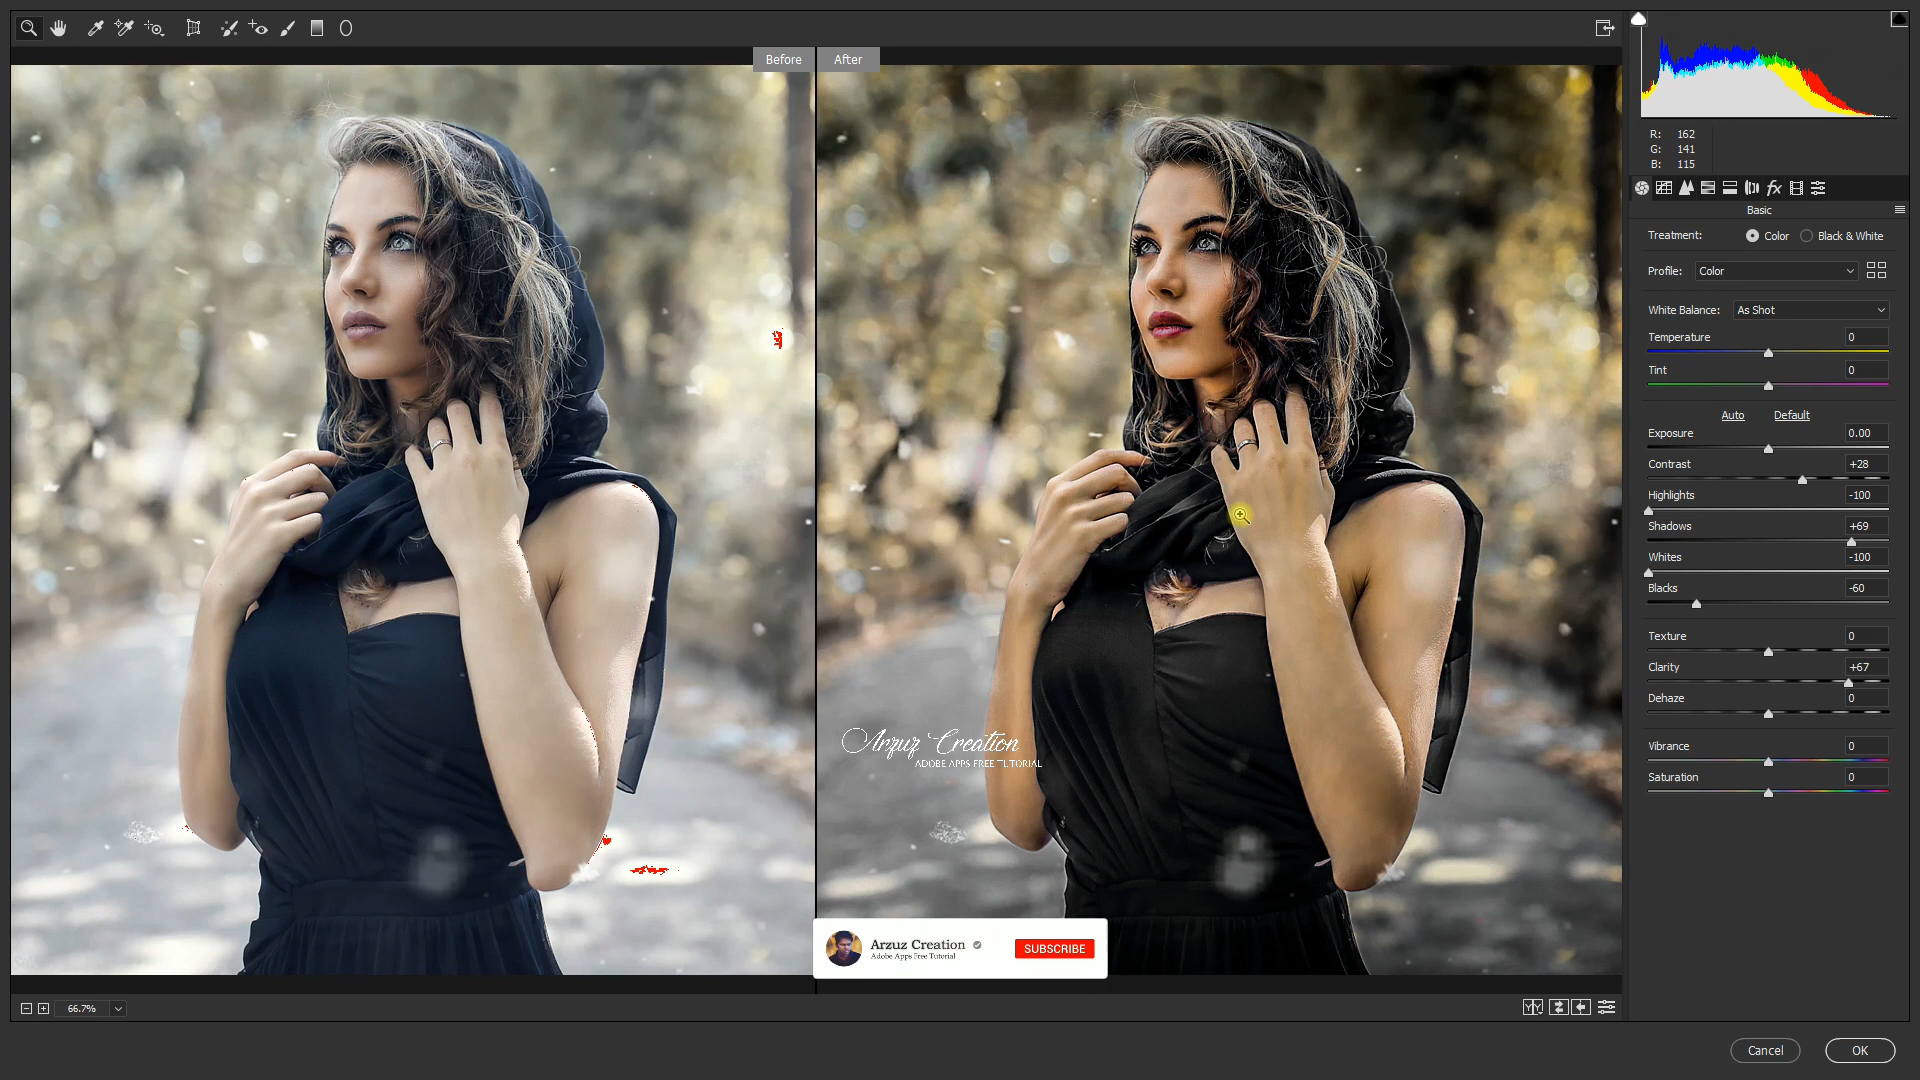 Before
After
R: 162
G: 141
B: 115
Basic
Treatment: Color Black & White
Profile: Color
White Balance: As Shot
Temperature 0
Tint 0
Auto Default
Exposure 0.00
Contrast +28
Highlights -100
Shadows +69
Whites -100
Blacks -60
Texture 0
Clarity +67
Dehaze 0
Vibrance 0
Saturation 0
Arzuz Creation
ADOBE APPS FREE TUTORIAL
Arzuz Creation
Adobe Apps Free Tutorial
SUBSCRIBE
66.7%
Cancel OK